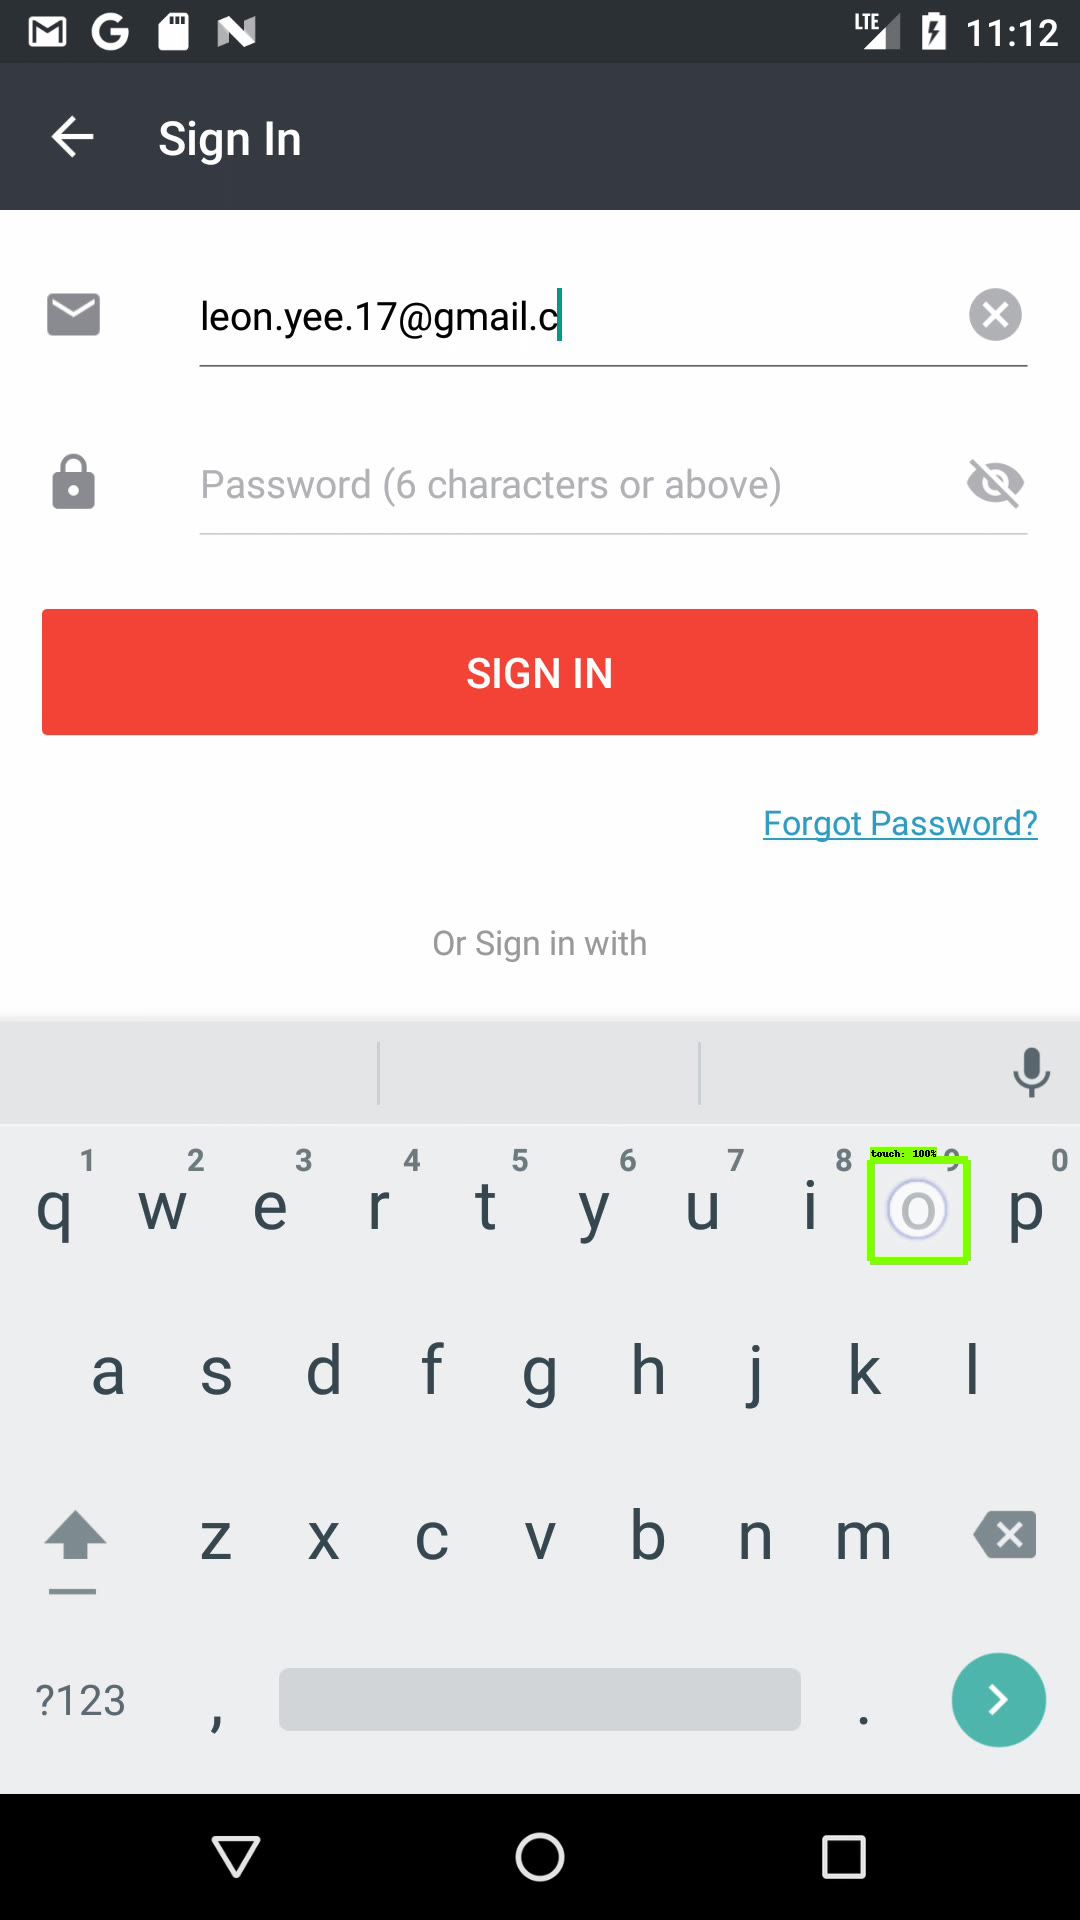 LTE 11:12
Sign In
leon.yee.17@gmail.c
Password (6 characters or above)
SIGN IN
Forgot Password?
Or Sign in with
touch: 100%
1 2 3 4 5 6 7 8 9 0
q w e r t y u i o p
a s d f g h j k l
z x c v b n m
?123 , .